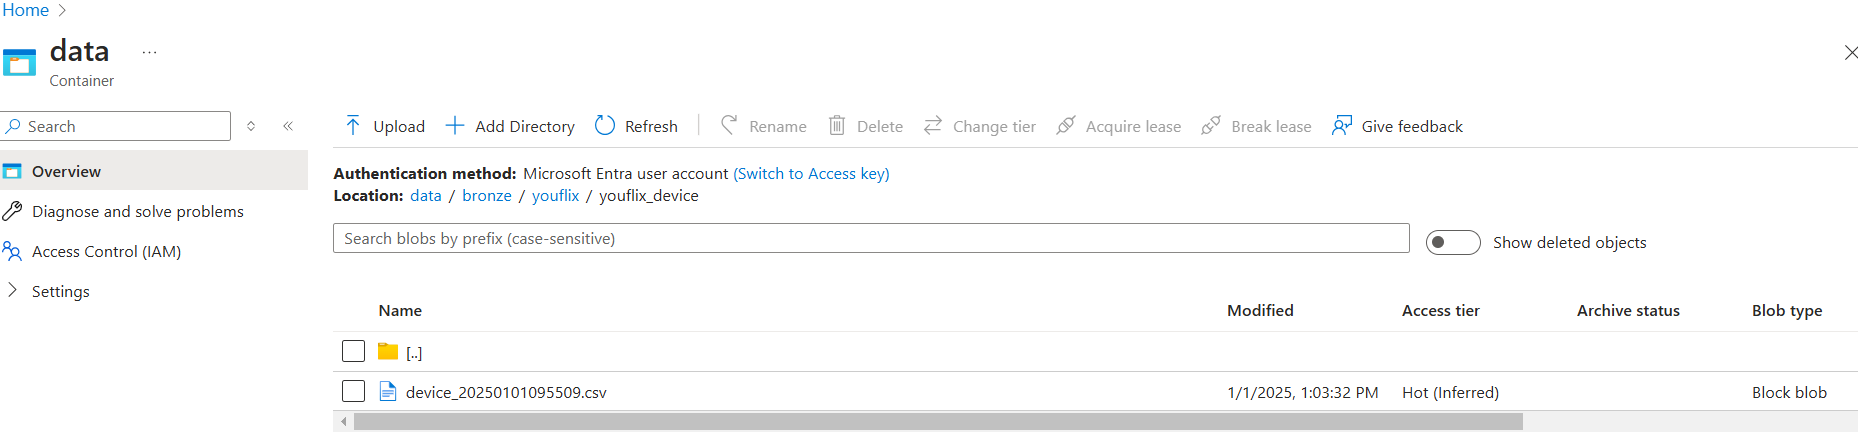 Home >
data ...
Container
Search
Upload Add Directory Refresh Rename Delete Change tier Acquire lease Break lease Give feedback
Overview
Diagnose and solve problems
Access Control (IAM)
Settings
Authentication method: Microsoft Entra user account (Switch to Access key)
Location: data / bronze / youflix / youflix_device
Search blobs by prefix (case-sensitive)
Show deleted objects
Name Modified Access tier Archive status Blob type
[..]
device_20250101095509.csv 1/1/2025, 1:03:32 PM Hot (Inferred) Block blob